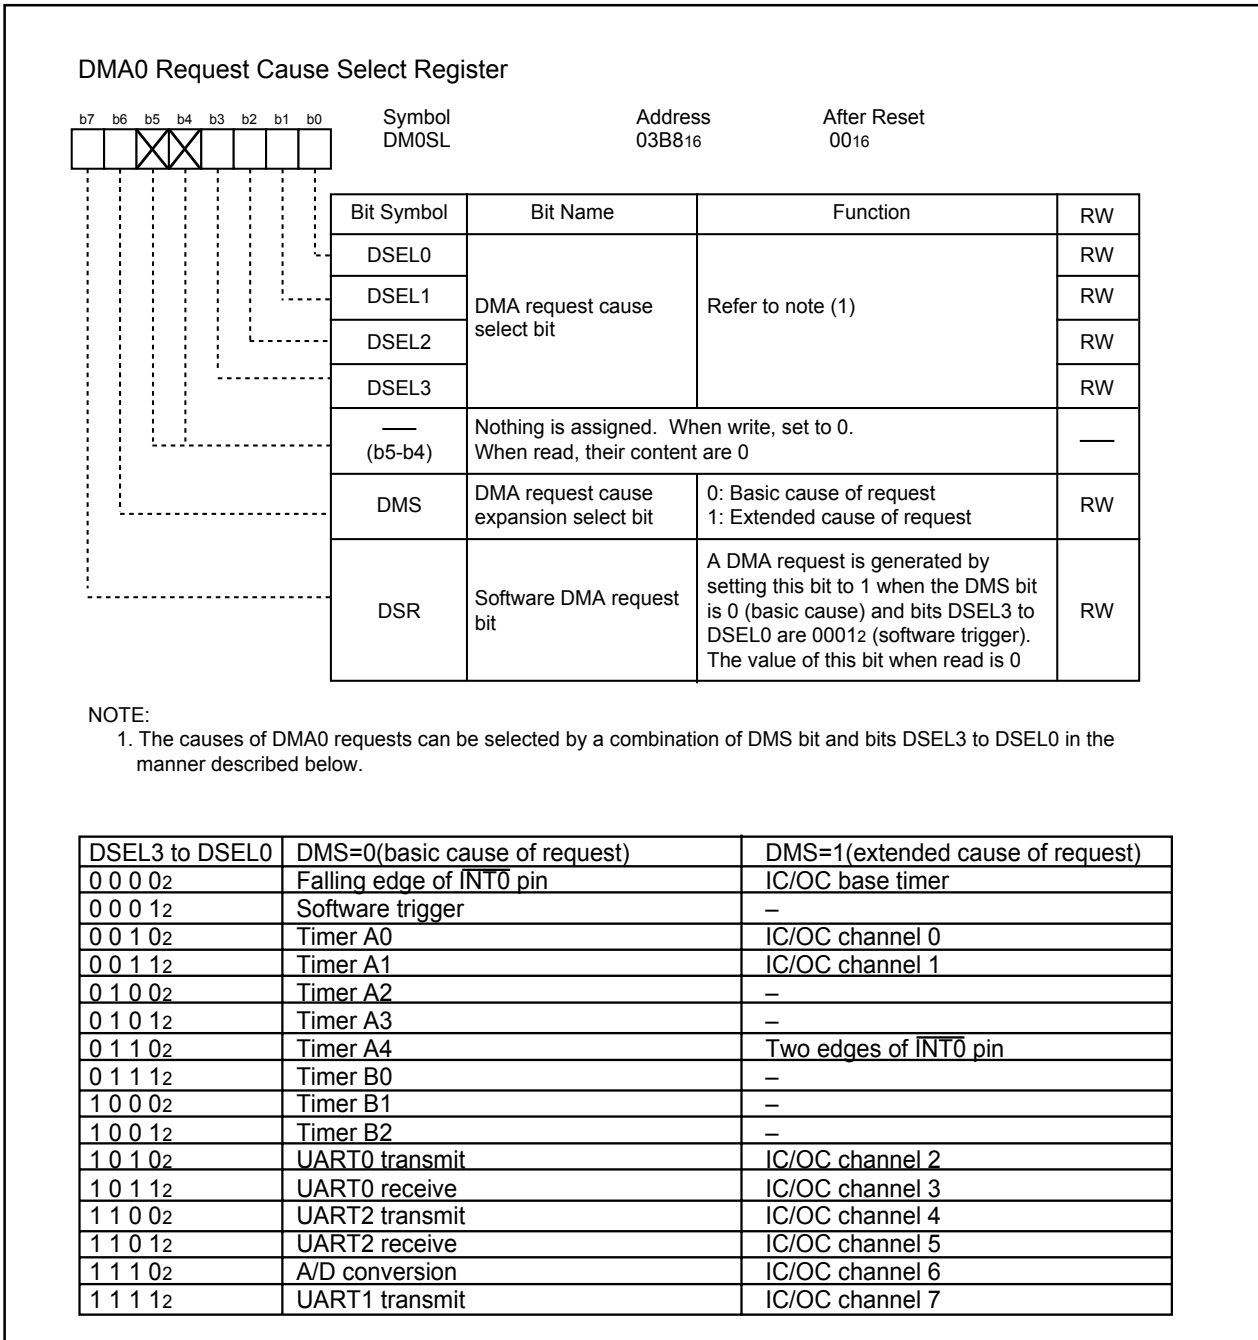 DMA0 Request Cause Select Register
b7 b6 b5 b4 b3 b2 b1 b0
Symbol Address After Reset
DM0SL 03B816 0016
Bit Symbol Bit Name Function RW
DSEL0 RW
DSEL1 RW
DMA request cause
select bit
Refer to note (1)
DSEL2 RW
DSEL3 RW
—
(b5-b4)
Nothing is assigned. When write, set to 0.
When read, their content are 0
—
DMS
DMA request cause
expansion select bit
0: Basic cause of request
1: Extended cause of request
RW
DSR
Software DMA request
bit
A DMA request is generated by
setting this bit to 1 when the DMS bit
is 0 (basic cause) and bits DSEL3 to
DSEL0 are 00012 (software trigger).
The value of this bit when read is 0
RW
NOTE:
1. The causes of DMA0 requests can be selected by a combination of DMS bit and bits DSEL3 to DSEL0 in the
manner described below.
DSEL3 to DSEL0 DMS=0(basic cause of request) DMS=1(extended cause of request)
0 0 0 02 Falling edge of INT0 pin IC/OC base timer
0 0 0 12 Software trigger –
0 0 1 02 Timer A0 IC/OC channel 0
0 0 1 12 Timer A1 IC/OC channel 1
0 1 0 02 Timer A2 –
0 1 0 12 Timer A3 –
0 1 1 02 Timer A4 Two edges of INT0 pin
0 1 1 12 Timer B0 –
1 0 0 02 Timer B1 –
1 0 0 12 Timer B2 –
1 0 1 02 UART0 transmit IC/OC channel 2
1 0 1 12 UART0 receive IC/OC channel 3
1 1 0 02 UART2 transmit IC/OC channel 4
1 1 0 12 UART2 receive IC/OC channel 5
1 1 1 02 A/D conversion IC/OC channel 6
1 1 1 12 UART1 transmit IC/OC channel 7